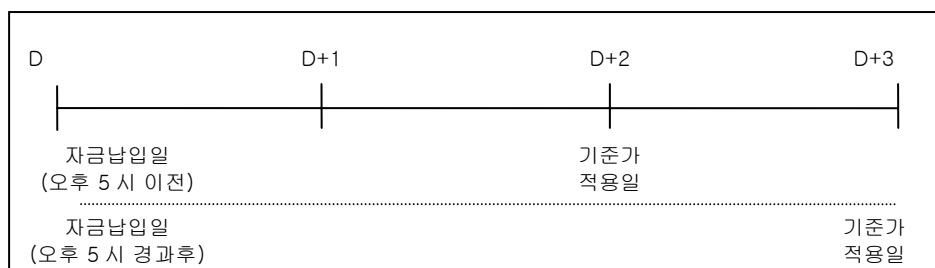 D D+1 D+2 D+3
자금납입일 기준가
(오후 5 시 이전) 적용일
자금납입일 기준가
(오후 5 시 경과후) 적용일